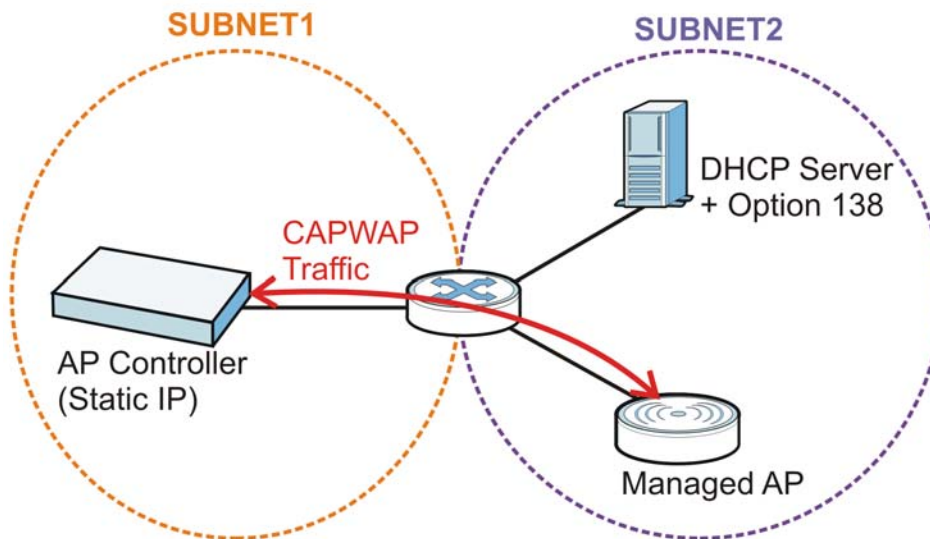 SUBNET1
SUBNET2
DHCP Server
+ Option 138
CAPWAP
Traffic
AP Controller
(Static IP)
Managed AP